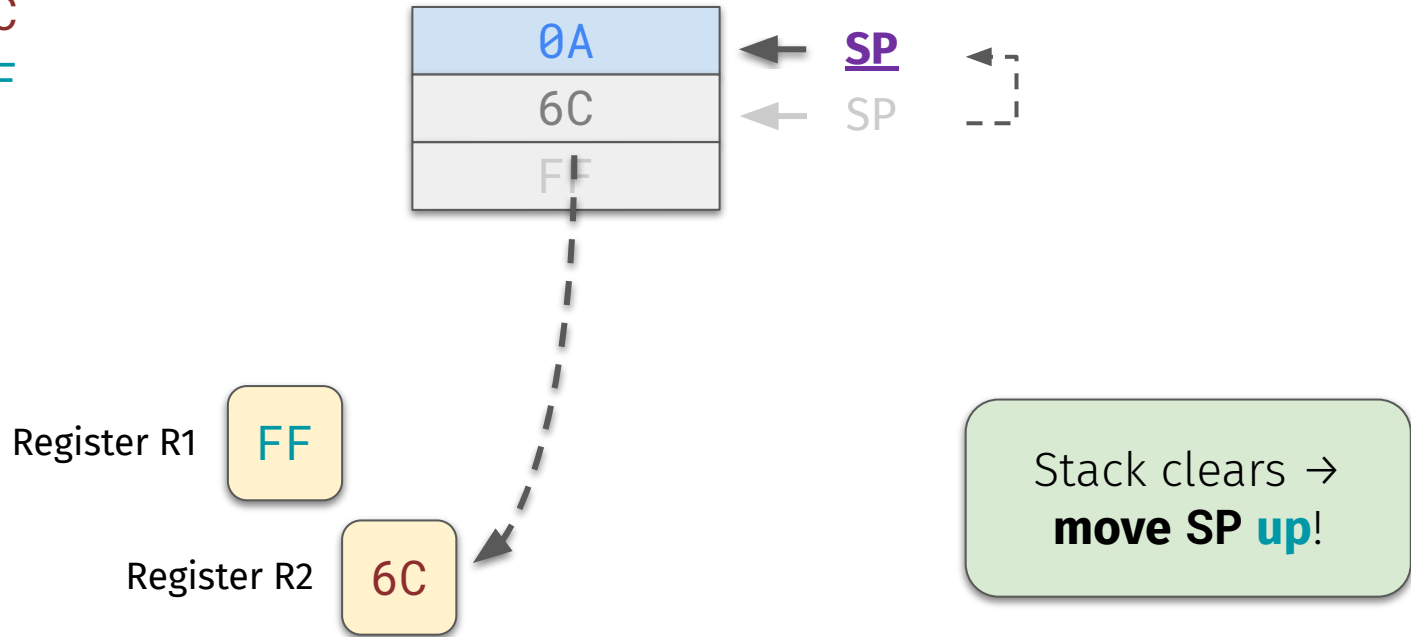 C
F
0A
SP
6C
SP
FF
Register R1
FF
Register R2
6C
Stack clears →
move SP up!